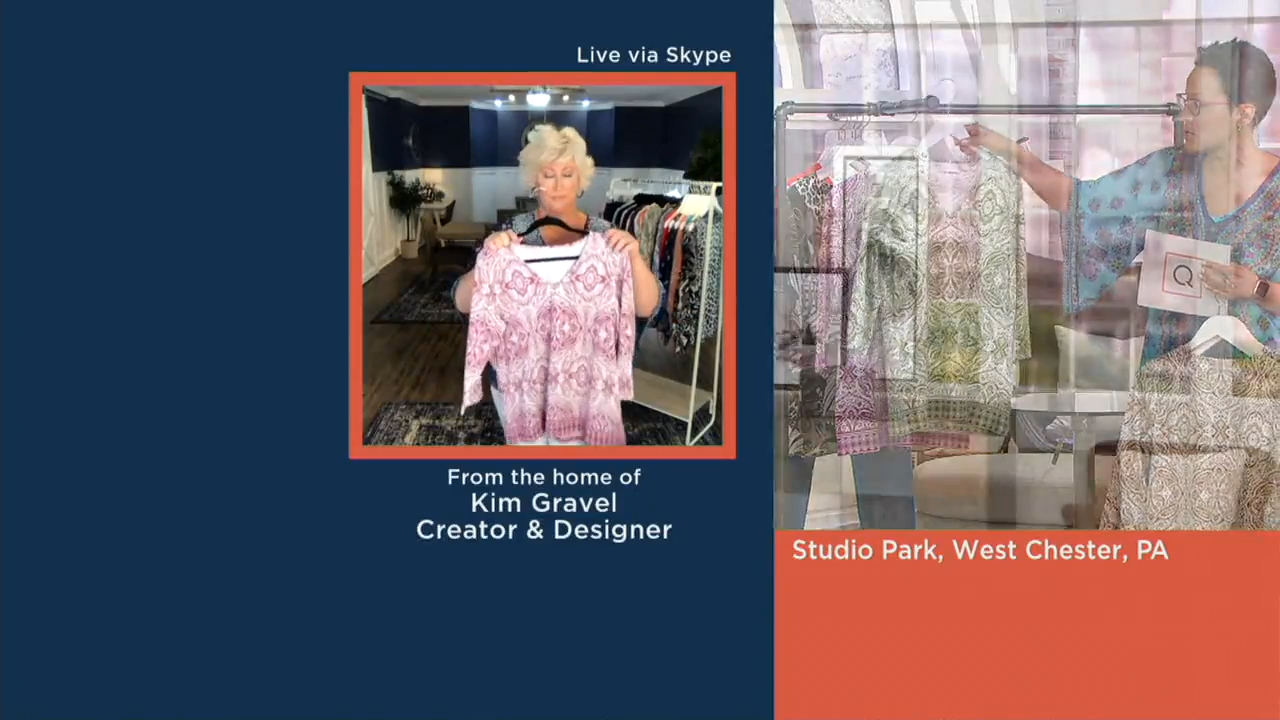 Live via Skype
From the home of
Kim Gravel
Creator & Designer
Q
Studio Park, West Chester, PA